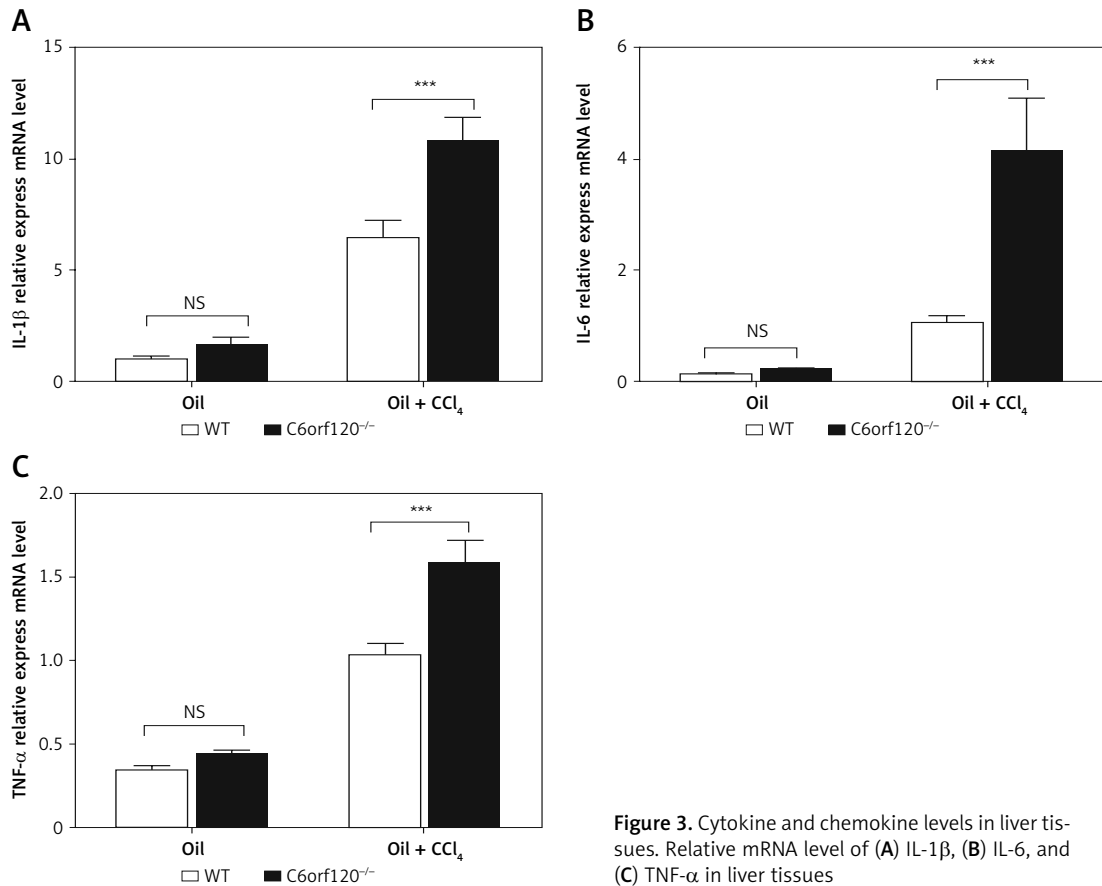 A
IL-1β relative express mRNA level
15
10
5
0
***
NS
Oil
Oil + CCl₄
WT
C6orf120⁻/⁻
B
IL-6 relative express mRNA level
6
4
2
0
***
NS
Oil
Oil + CCl₄
WT
C6orf120⁻/⁻
C
TNF-α relative express mRNA level
2.0
1.5
1.0
0.5
0
***
NS
Oil
Oil + CCl₄
WT
C6orf120⁻/⁻
Figure 3. Cytokine and chemokine levels in liver tis-
sues. Relative mRNA level of (A) IL-1β, (B) IL-6, and
(C) TNF-α in liver tissues